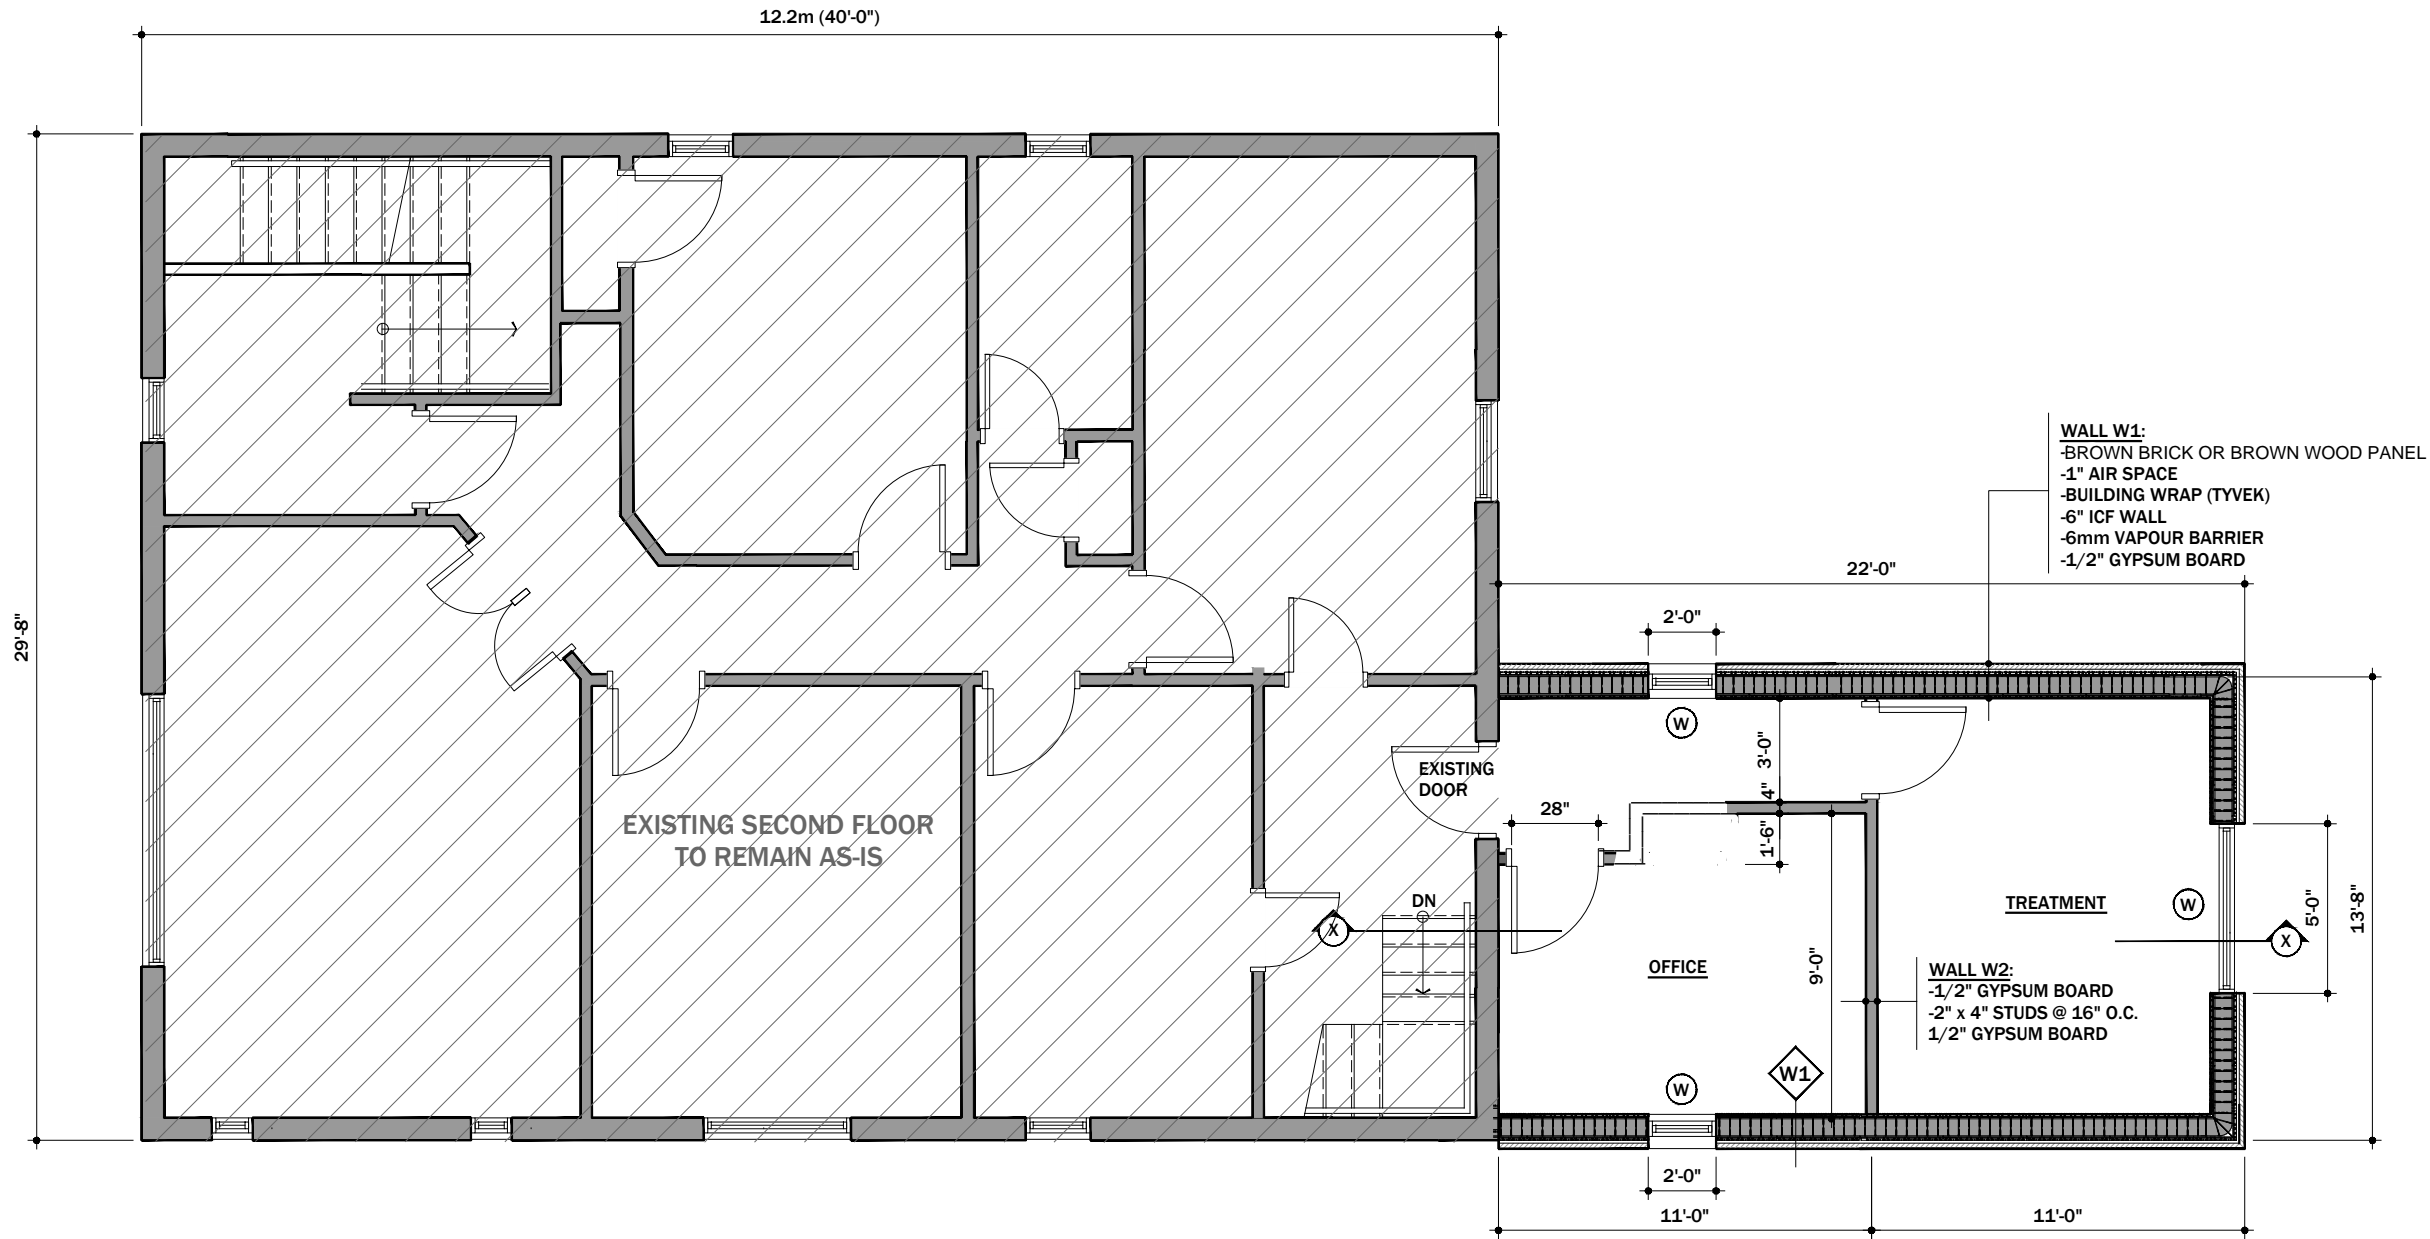 12.2m (40'-0")
29'-8"
WALL W1:
-BROWN BRICK OR BROWN WOOD PANEL
-1" AIR SPACE
-BUILDING WRAP (TYVEK)
-6" ICF WALL
-6mm VAPOUR BARRIER
-1/2" GYPSUM BOARD
22'-0"
2'-0"
W
3'-0"
4"
1'-6"
EXISTING
DOOR
28"
EXISTING SECOND FLOOR
TO REMAIN AS-IS
DN
X
TREATMENT
W
5'-0"
13'-8"
X
OFFICE
9'-0"
WALL W2:
-1/2" GYPSUM BOARD
-2" x 4" STUDS @ 16" O.C.
1/2" GYPSUM BOARD
W1
W
2'-0"
11'-0"
11'-0"